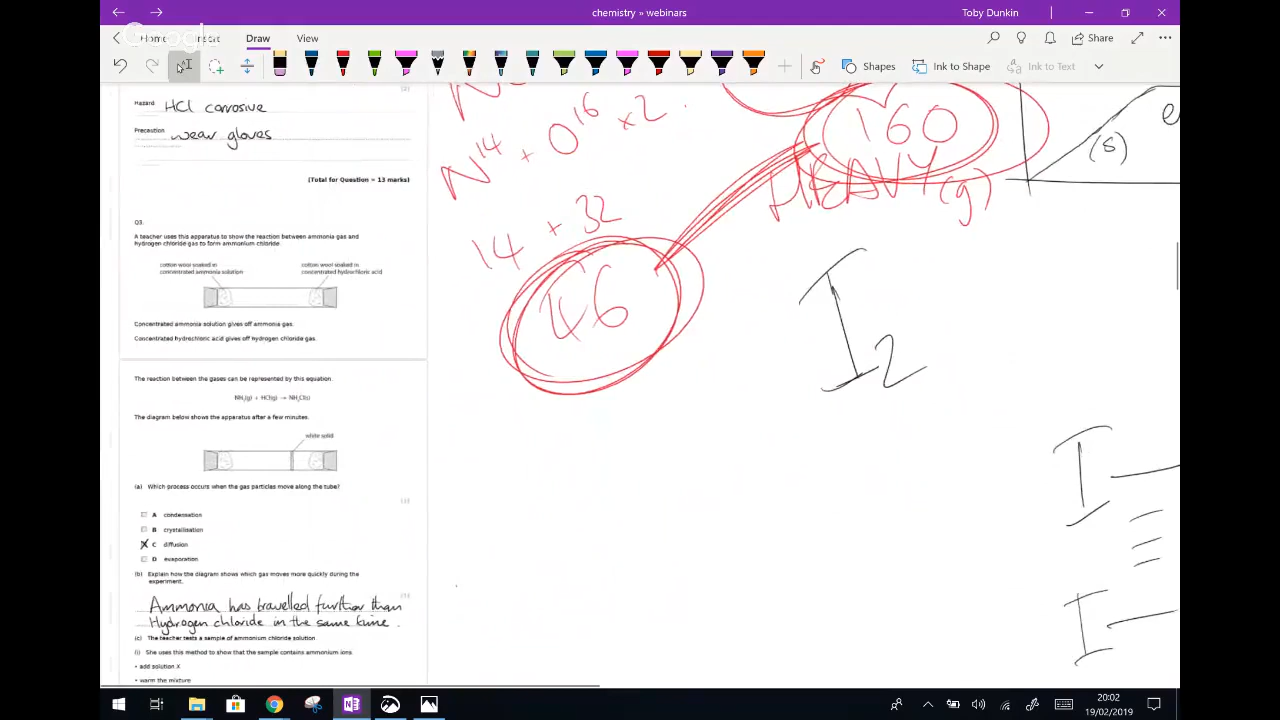 chemistry » webinars
Toby Dunkin
Home
Draw
View
Share
Shapes
Ink to Shape
Ink to Text
Hazard HCl corrosive
Precaution wear gloves
(Total for Question = 13 marks)
Q3.
A teacher uses this apparatus to show the reaction between ammonia gas and
hydrogen chloride gas to form ammonium chloride.
cotton wool soaked in
concentrated ammonia solution
cotton wool soaked in
concentrated hydrochloric acid
Concentrated ammonia solution gives off ammonia gas.
Concentrated hydrochloric acid gives off hydrogen chloride gas.
The reaction between the gases can be represented by this equation.
NH₃(g) + HCl(g) → NH₄Cl(s)
The diagram below shows the apparatus after a few minutes.
white solid
(a) Which process occurs when the gas particles move along the tube?
(1)
A condensation
B crystallisation
C diffusion
D evaporation
(b) Explain how the diagram shows which gas moves more quickly during the
experiment.
Ammonia has travelled further than
Hydrogen chloride in the same time.
(c) The teacher tests a sample of ammonium chloride solution
(i) She uses this method to show that the sample contains ammonium ions.
• add solution X
• warm the mixture
N¹⁴ + O¹⁶ × 2
14 + 32
46
160
HEAVY (g)
(s)
I₂
I
I
20:02
19/02/2019